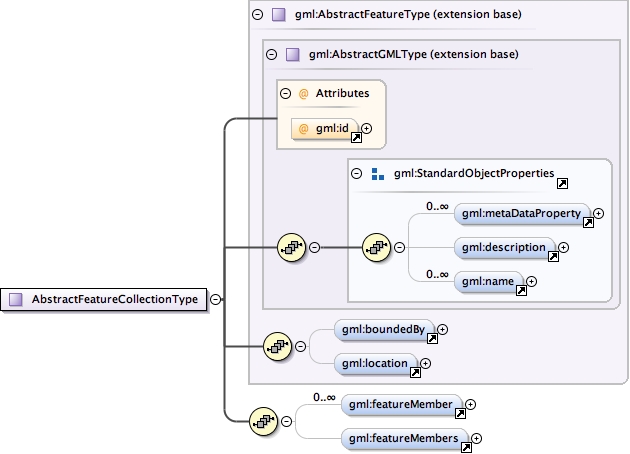 gml:AbstractFeatureType (extension base)
gml:AbstractGMLType (extension base)
@ Attributes
@ gml:id
gml:StandardObjectProperties
0..∞
gml:metaDataProperty
gml:description
0..∞
gml:name
AbstractFeatureCollectionType
gml:boundedBy
gml:location
0..∞
gml:featureMember
gml:featureMembers